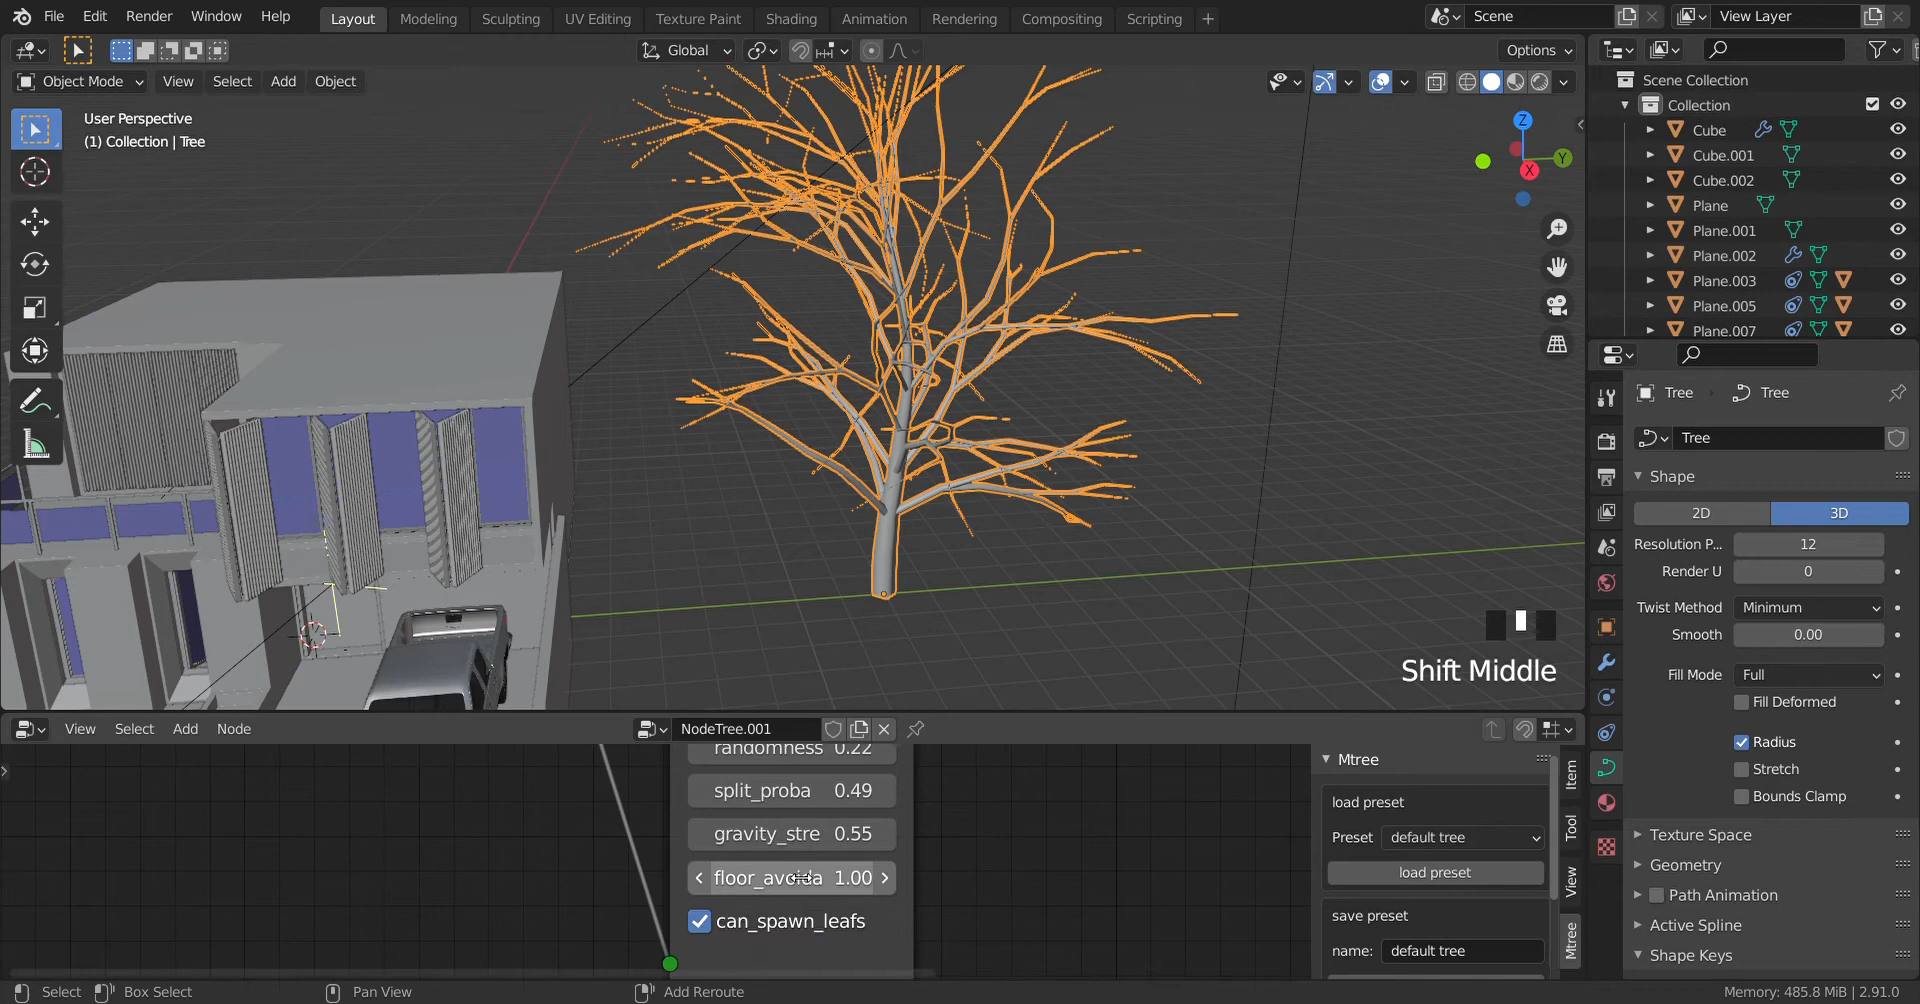 File Edit Render Window Help
Layout Modeling Sculpting UV Editing Texture Paint Shading Animation Rendering Compositing Scripting +
Scene
View Layer
Global
Options
Object Mode View Select Add Object
User Perspective
(1) Collection | Tree
Z
Y
X
Scene Collection
Collection
Cube
Cube.001
Cube.002
Plane
Plane.001
Plane.002
Plane.003
Plane.005
Plane.007
Tree Tree
Tree
Shape
2D 3D
Resolution P... 12
Render U 0
Twist Method Minimum
Smooth 0.00
Fill Mode Full
Fill Deformed
Radius
Stretch
Bounds Clamp
Texture Space
Geometry
Path Animation
Active Spline
Shape Keys
Shift Middle
View Select Add Node
NodeTree.001
randomness 0.22
split_proba 0.49
gravity_stre 0.55
floor_avoida 1.00
can_spawn_leafs
Mtree
load preset
Preset default tree
load preset
save preset
name: default tree
Item
Tool
View
Mtree
Select Box Select Pan View Add Reroute
Memory: 485.8 MiB | 2.91.0